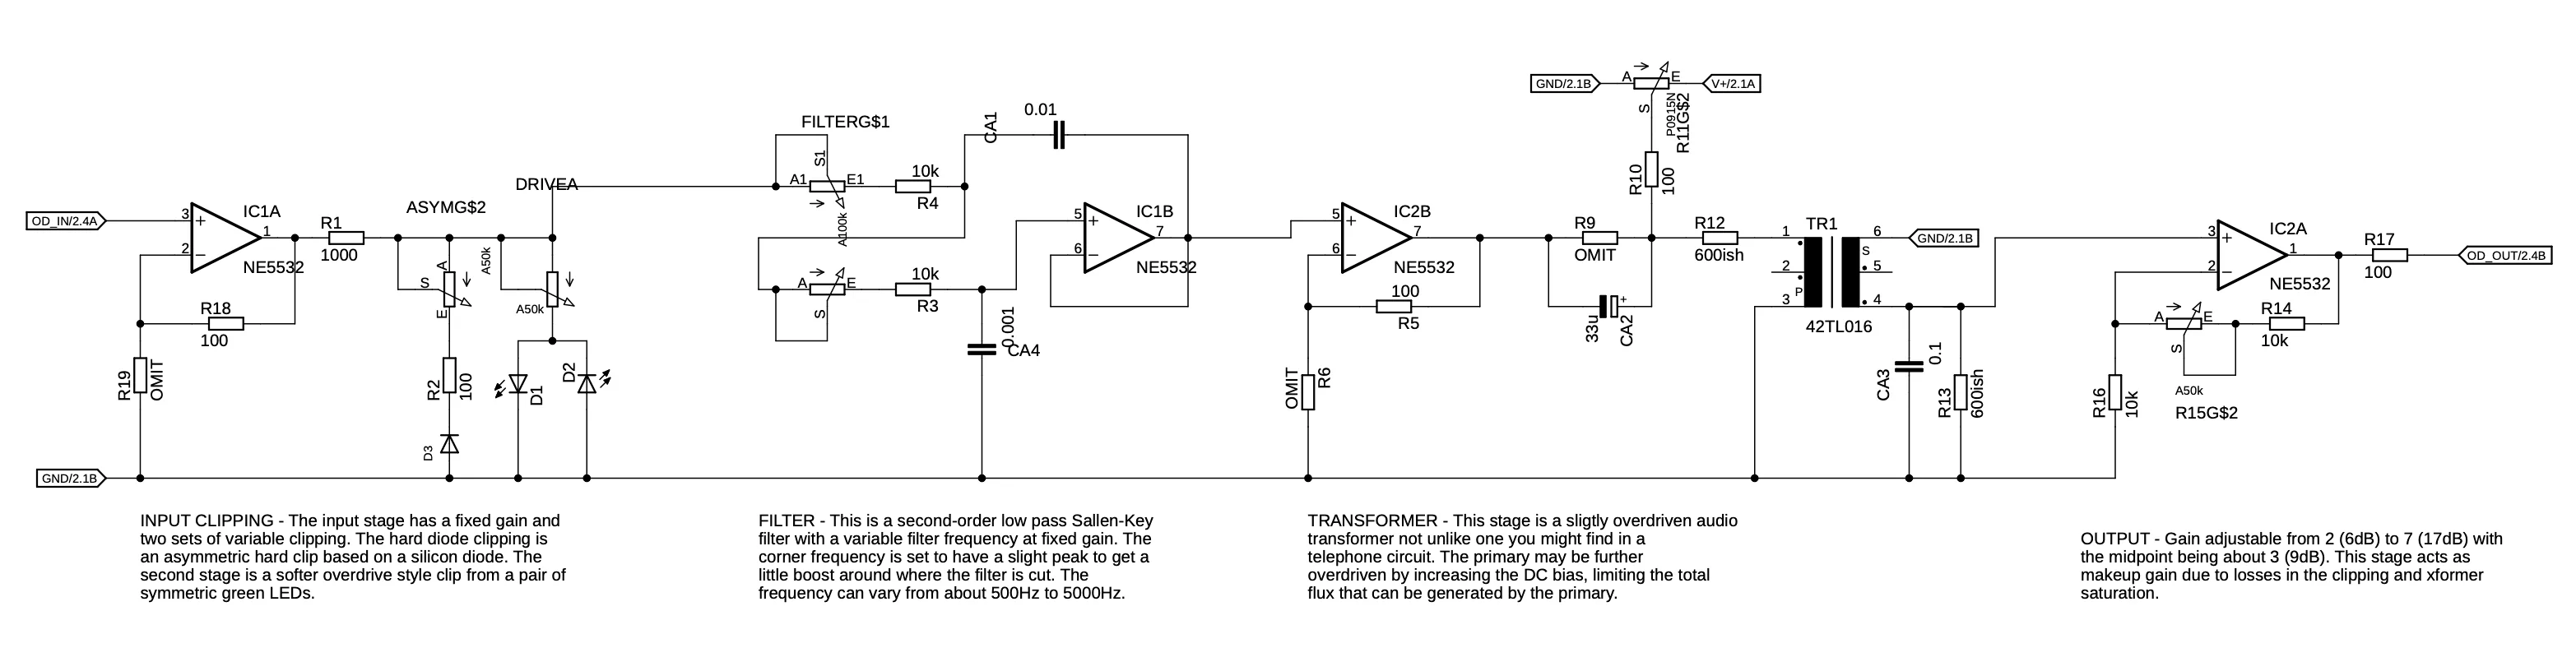 GND/2.1B
A
E
V+/2.1A
S
P0915N
R11G$2
FILTERG$1
CA1
0.01
S1
A1
E1
10k
R4
A100k
R10
100
DRIVEA
ASYMG$2
OD_IN/2.4A
3
2
1
IC1A
NE5532
R1
1000
A
S
E
A50k
A50k
R18
100
R19
OMIT
R2
100
D3
D1
D2
GND/2.1B
A
E
S
10k
R3
0.001
CA4
5
6
7
IC1B
NE5532
5
6
7
IC2B
NE5532
100
R5
OMIT
R6
R9
OMIT
33u
+
CA2
R12
600ish
TR1
1
2
3
P
6
5
4
S
42TL016
GND/2.1B
CA3
0.1
R13
600ish
3
2
1
IC2A
NE5532
A
E
S
A50k
R15G$2
R14
10k
R16
10k
R17
100
OD_OUT/2.4B
INPUT CLIPPING - The input stage has a fixed gain and
two sets of variable clipping. The hard diode clipping is
an asymmetric hard clip based on a silicon diode. The
second stage is a softer overdrive style clip from a pair of
symmetric green LEDs.
FILTER - This is a second-order low pass Sallen-Key
filter with a variable filter frequency at fixed gain. The
corner frequency is set to have a slight peak to get a
little boost around where the filter is cut. The
frequency can vary from about 500Hz to 5000Hz.
TRANSFORMER - This stage is a sligtly overdriven audio
transformer not unlike one you might find in a
telephone circuit. The primary may be further
overdriven by increasing the DC bias, limiting the total
flux that can be generated by the primary.
OUTPUT - Gain adjustable from 2 (6dB) to 7 (17dB) with
the midpoint being about 3 (9dB). This stage acts as
makeup gain due to losses in the clipping and xformer
saturation.